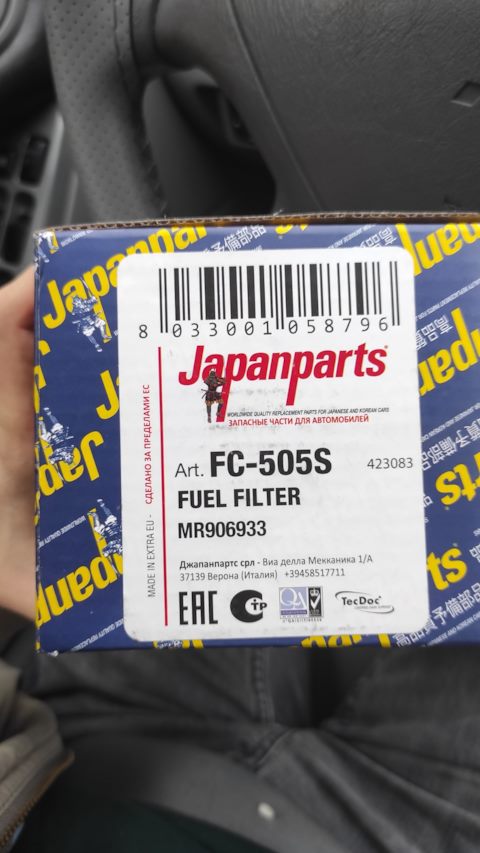 Japanparts
8 033001 058796
Japanparts
WORLDWIDE QUALITY REPLACEMENT PARTS FOR JAPANESE AND KOREAN CARS
ЗАПАСНЫЕ ЧАСТИ ДЛЯ АВТОМОБИЛЕЙ
Art. FC-505S 423083
FUEL FILTER
MR906933
Джапанпартс срл - Виа делла Мекканика 1/А
37139 Верона (Италия) +39458517711
EAC СТР QA TecDoc
MADE IN EXTRA EU - СДЕЛАНО ЗА ПРЕДЕЛАМИ ЕС